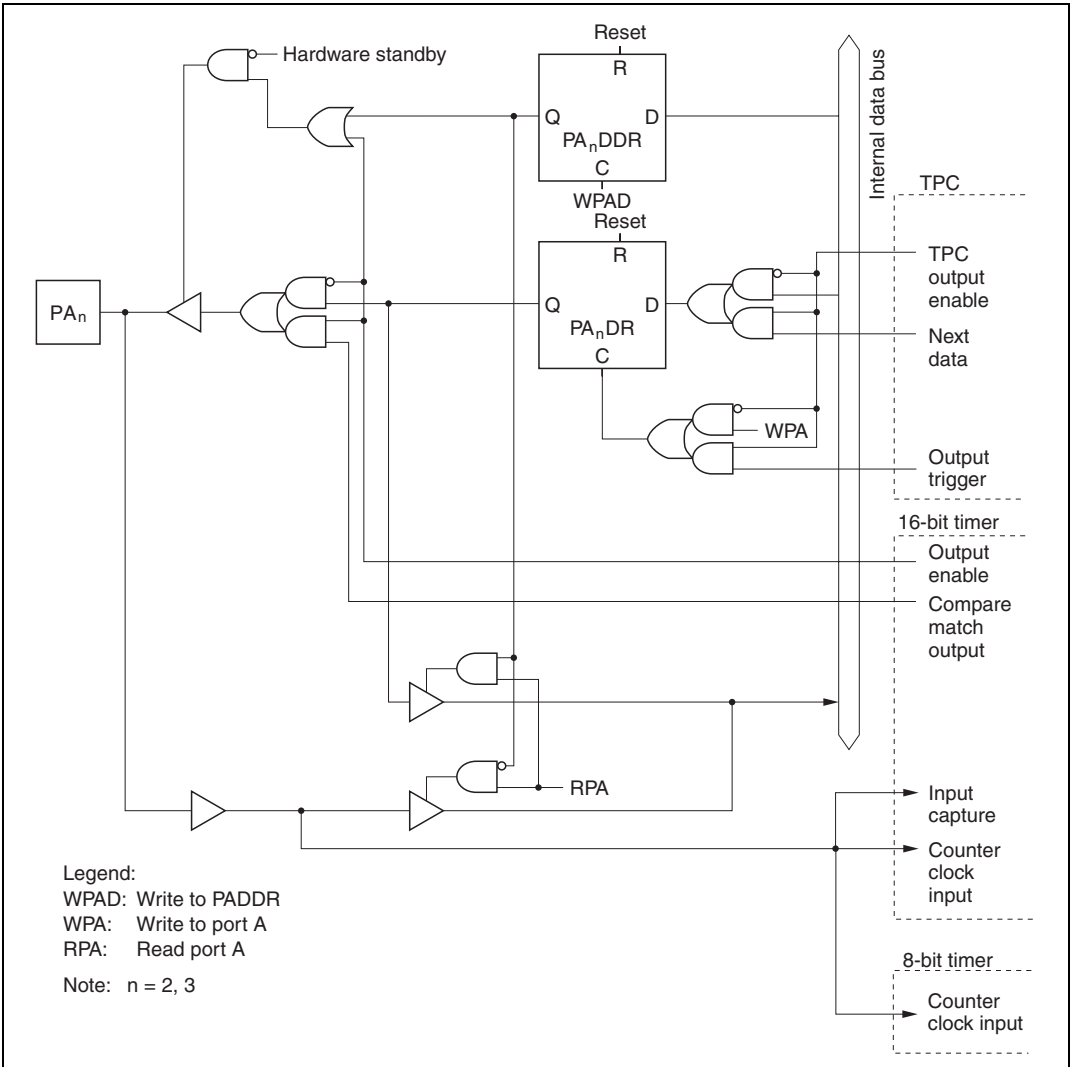 Reset
Hardware standby
R
Q
D
PAnDDR
C
WPAD
Internal data bus
TPC
Reset
R
Q
D
PAnDR
C
PAn
TPC
output
enable
Next
data
WPA
Output
trigger
16-bit timer
Output
enable
Compare
match
output
RPA
Input
capture
Counter
clock
input
8-bit timer
Counter
clock input
Legend:
WPAD: Write to PADDR
WPA: Write to port A
RPA: Read port A
Note: n = 2, 3